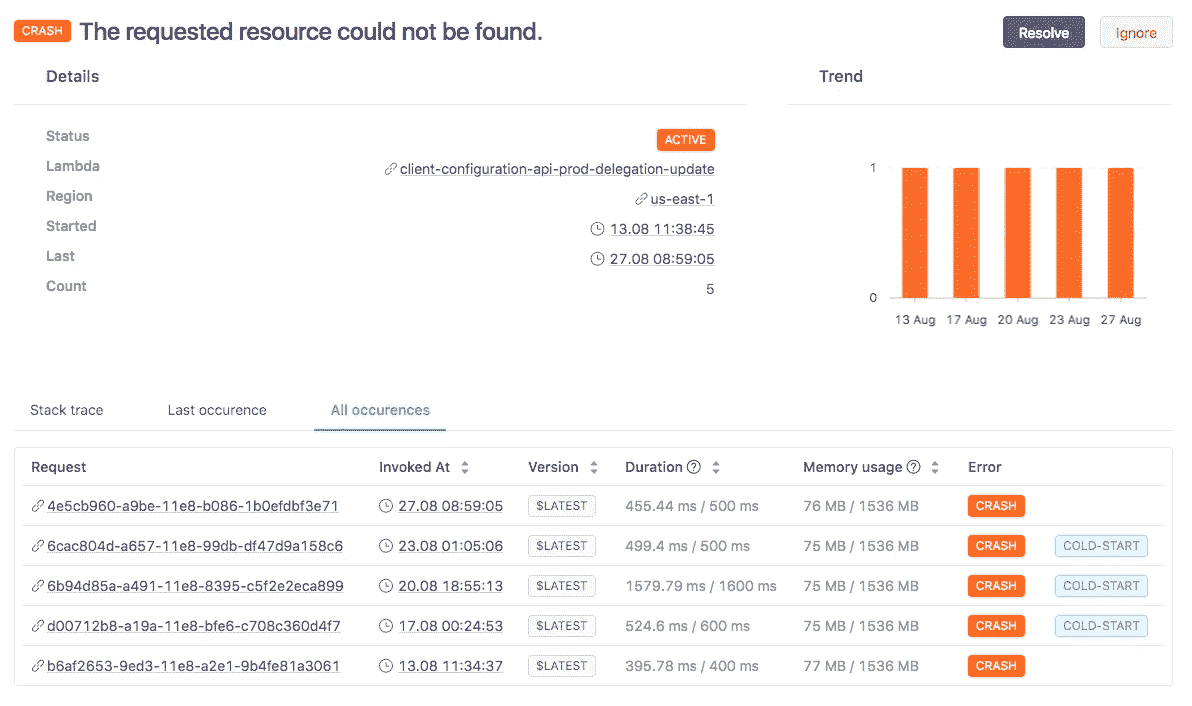 CRASH The requested resource could not be found.
Resolve Ignore
Details
Trend
Status ACTIVE
Lambda client-configuration-api-prod-delegation-update
Region us-east-1
Started 13.08 11:38:45
Last 27.08 08:59:05
Count 5
1
0
13 Aug 17 Aug 20 Aug 23 Aug 27 Aug
Stack trace Last occurence All occurences
Request Invoked At Version Duration ? Memory usage ? Error
4e5cb960-a9be-11e8-b086-1b0efdbf3e71 27.08 08:59:05 $LATEST 455.44 ms / 500 ms 76 MB / 1536 MB CRASH
6cac804d-a657-11e8-99db-df47d9a158c6 23.08 01:05:06 $LATEST 499.4 ms / 500 ms 75 MB / 1536 MB CRASH COLD-START
6b94d85a-a491-11e8-8395-c5f2e2eca899 20.08 18:55:13 $LATEST 1579.79 ms / 1600 ms 75 MB / 1536 MB CRASH COLD-START
d00712b8-a19a-11e8-bfe6-c708c360d4f7 17.08 00:24:53 $LATEST 524.6 ms / 600 ms 75 MB / 1536 MB CRASH COLD-START
b6af2653-9ed3-11e8-a2e1-9b4fe81a3061 13.08 11:34:37 $LATEST 395.78 ms / 400 ms 77 MB / 1536 MB CRASH